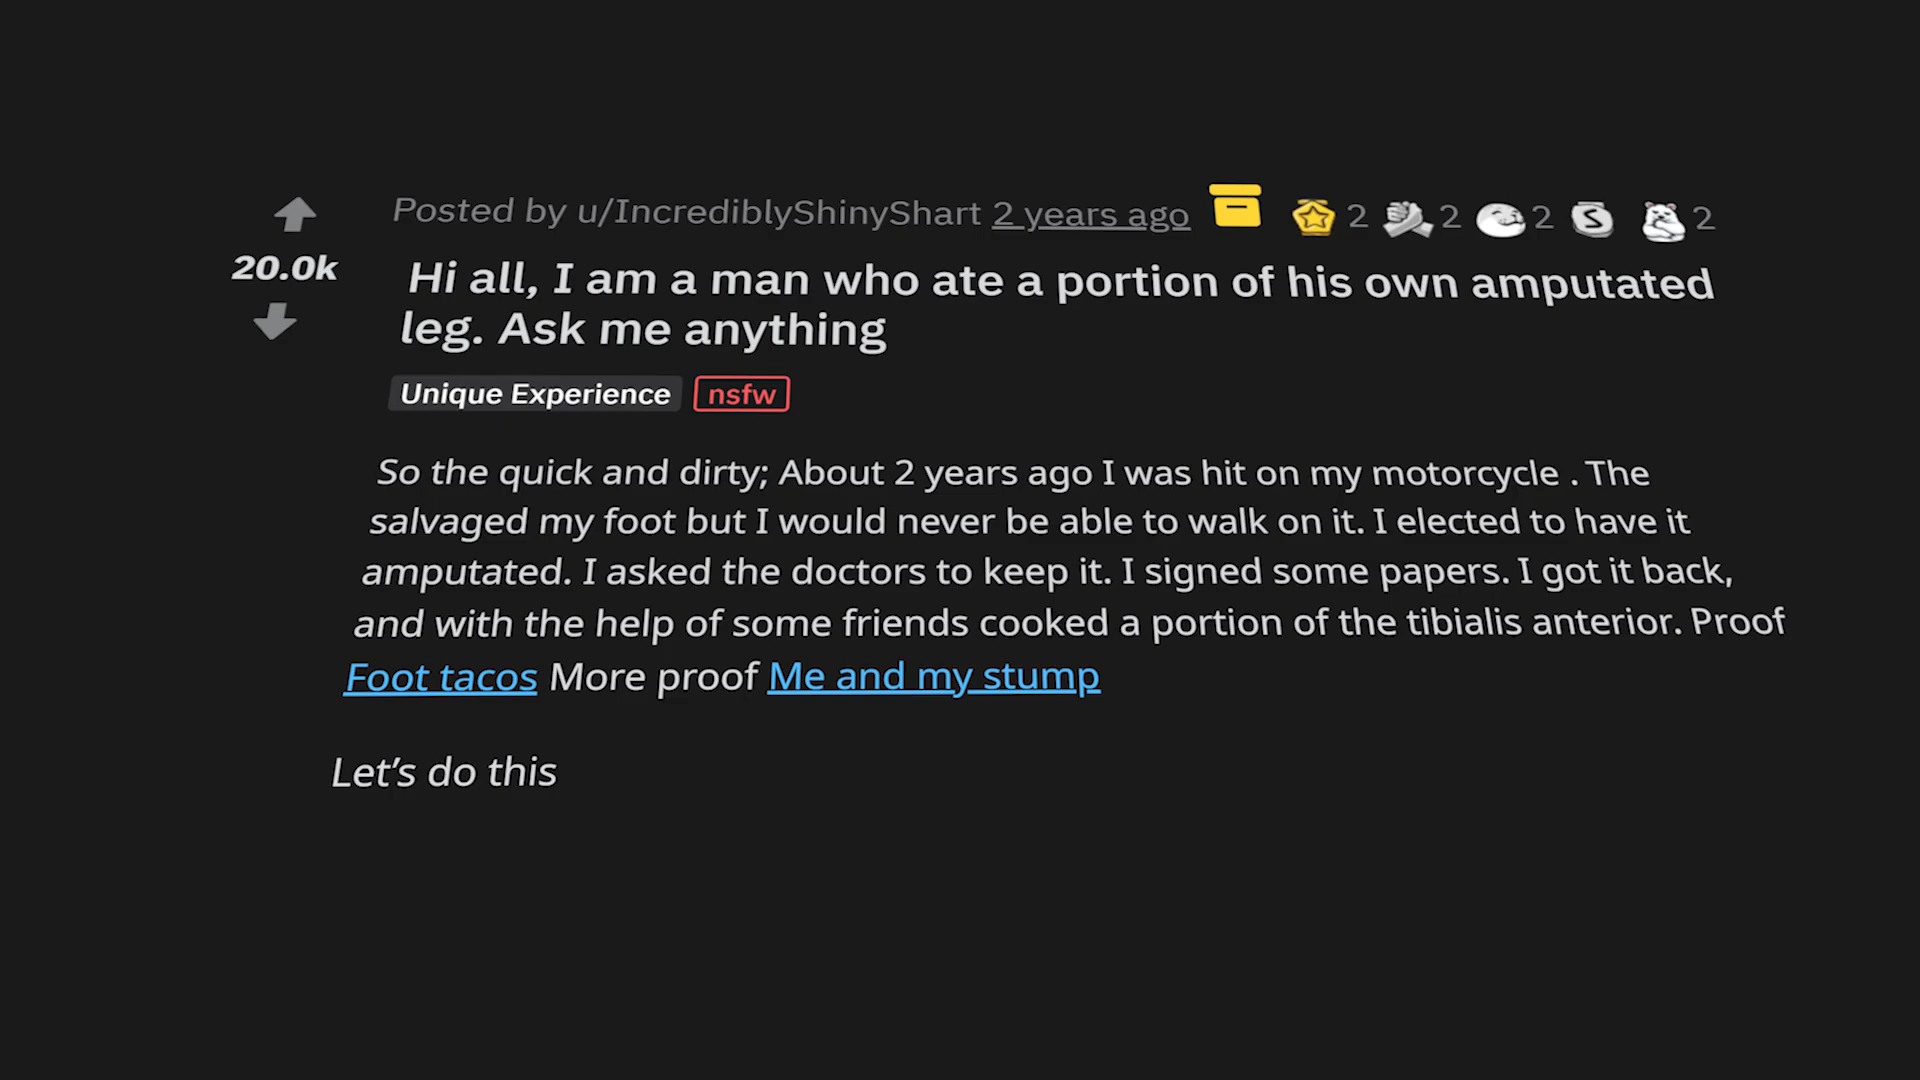 Posted by u/IncrediblyShinyShart 2 years ago 2 2 2 S 2
20.0k
Hi all, I am a man who ate a portion of his own amputated
leg. Ask me anything
Unique Experience nsfw
So the quick and dirty; About 2 years ago I was hit on my motorcycle . The
salvaged my foot but I would never be able to walk on it. I elected to have it
amputated. I asked the doctors to keep it. I signed some papers. I got it back,
and with the help of some friends cooked a portion of the tibialis anterior. Proof
Foot tacos More proof Me and my stump
Let’s do this